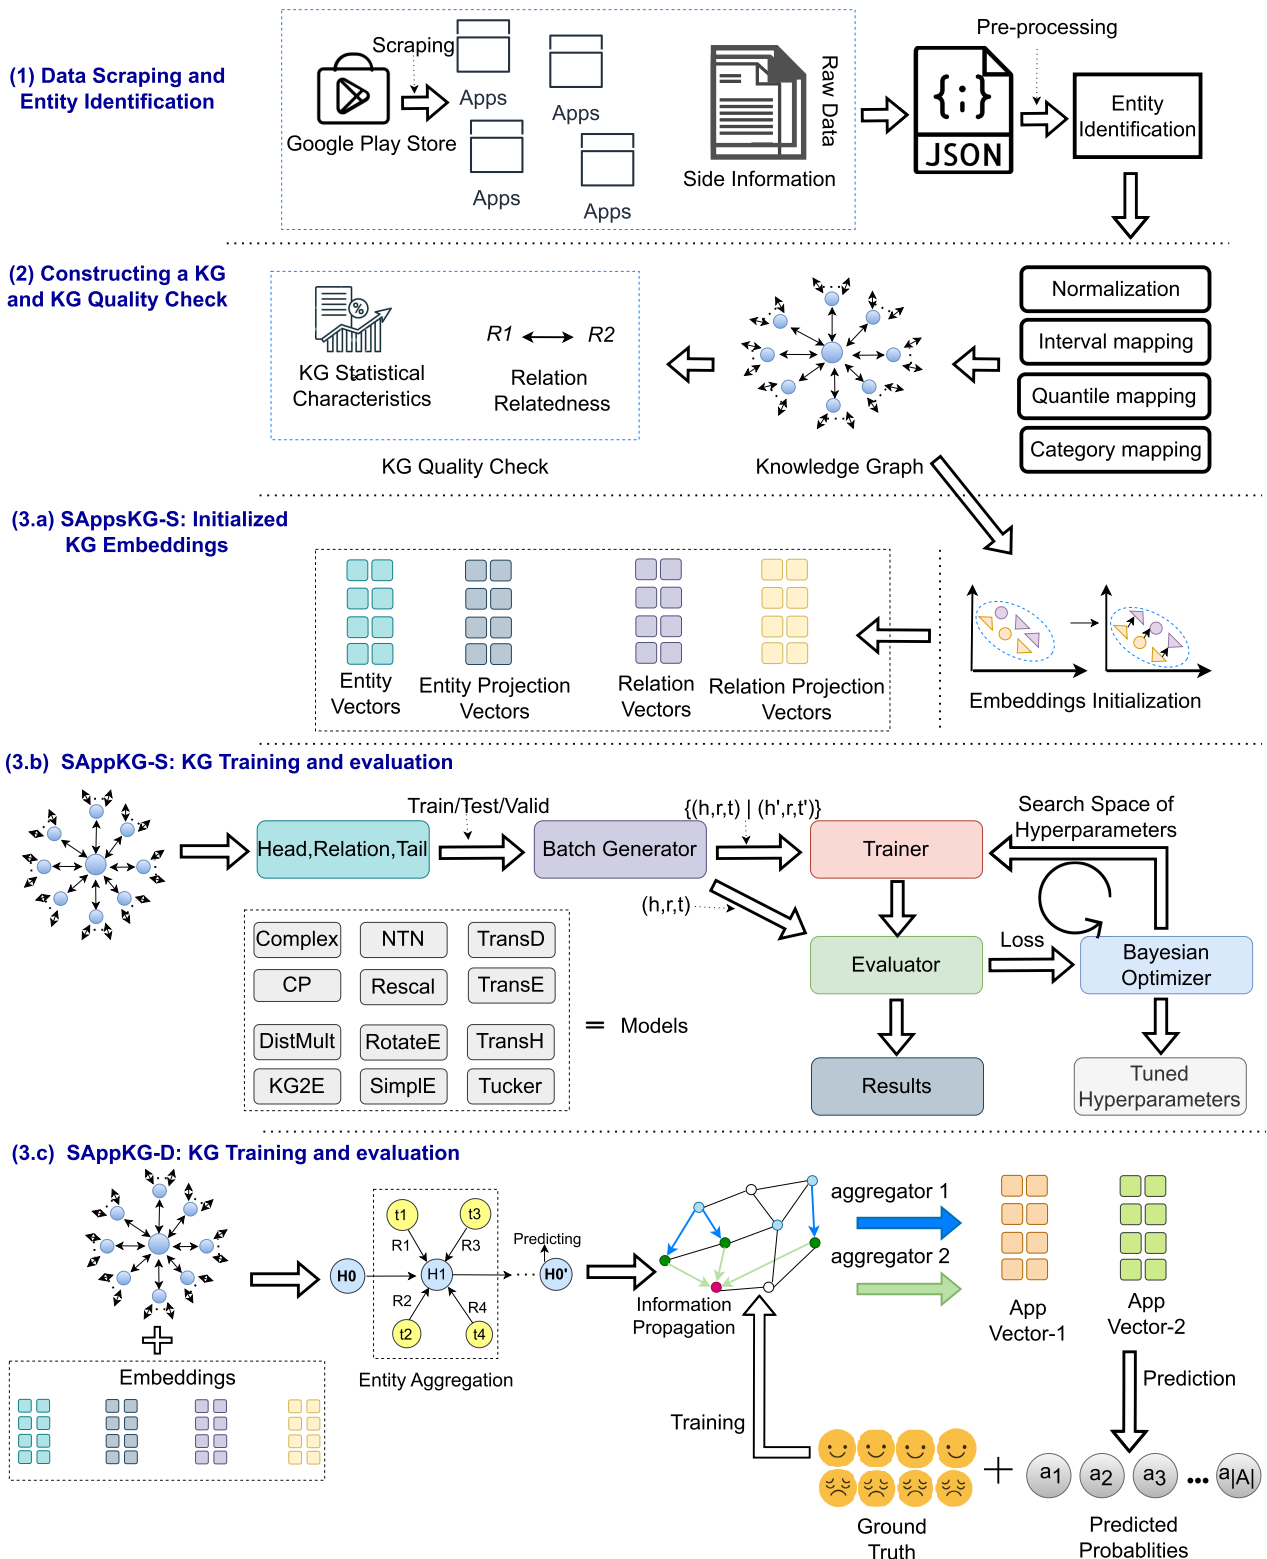 (1) Data Scraping and
Entity Identification
Scraping
Google Play Store
Apps
Apps
Apps
Apps
Side Information
Raw Data
{;}
JSON
Pre-processing
Entity
Identification
(2) Constructing a KG
and KG Quality Check
%
KG Statistical
Characteristics
R1
R2
Relation
Relatedness
KG Quality Check
Knowledge Graph
Normalization
Interval mapping
Quantile mapping
Category mapping
(3.a) SAppsKG-S: Initialized
KG Embeddings
Entity
Vectors
Entity Projection
Vectors
Relation
Vectors
Relation Projection
Vectors
Embeddings Initialization
(3.b) SAppKG-S: KG Training and evaluation
Head,Relation,Tail
Train/Test/Valid
Batch Generator
{(h,r,t) | (h',r,t')}
Trainer
Search Space of
Hyperparameters
(h,r,t)
Evaluator
Loss
Bayesian
Optimizer
Results
Tuned
Hyperparameters
Complex
NTN
TransD
CP
Rescal
TransE
DistMult
RotateE
TransH
KG2E
SimplE
Tucker
= Models
(3.c) SAppKG-D: KG Training and evaluation
Embeddings
H0
t1
t3
R1
R3
H1
R2
R4
t2
t4
Predicting
H0'
Entity Aggregation
Information
Propagation
aggregator 1
aggregator 2
App
Vector-1
App
Vector-2
Prediction
Training
Ground
Truth
+
a1
a2
a3
...
a|A|
Predicted
Probablities